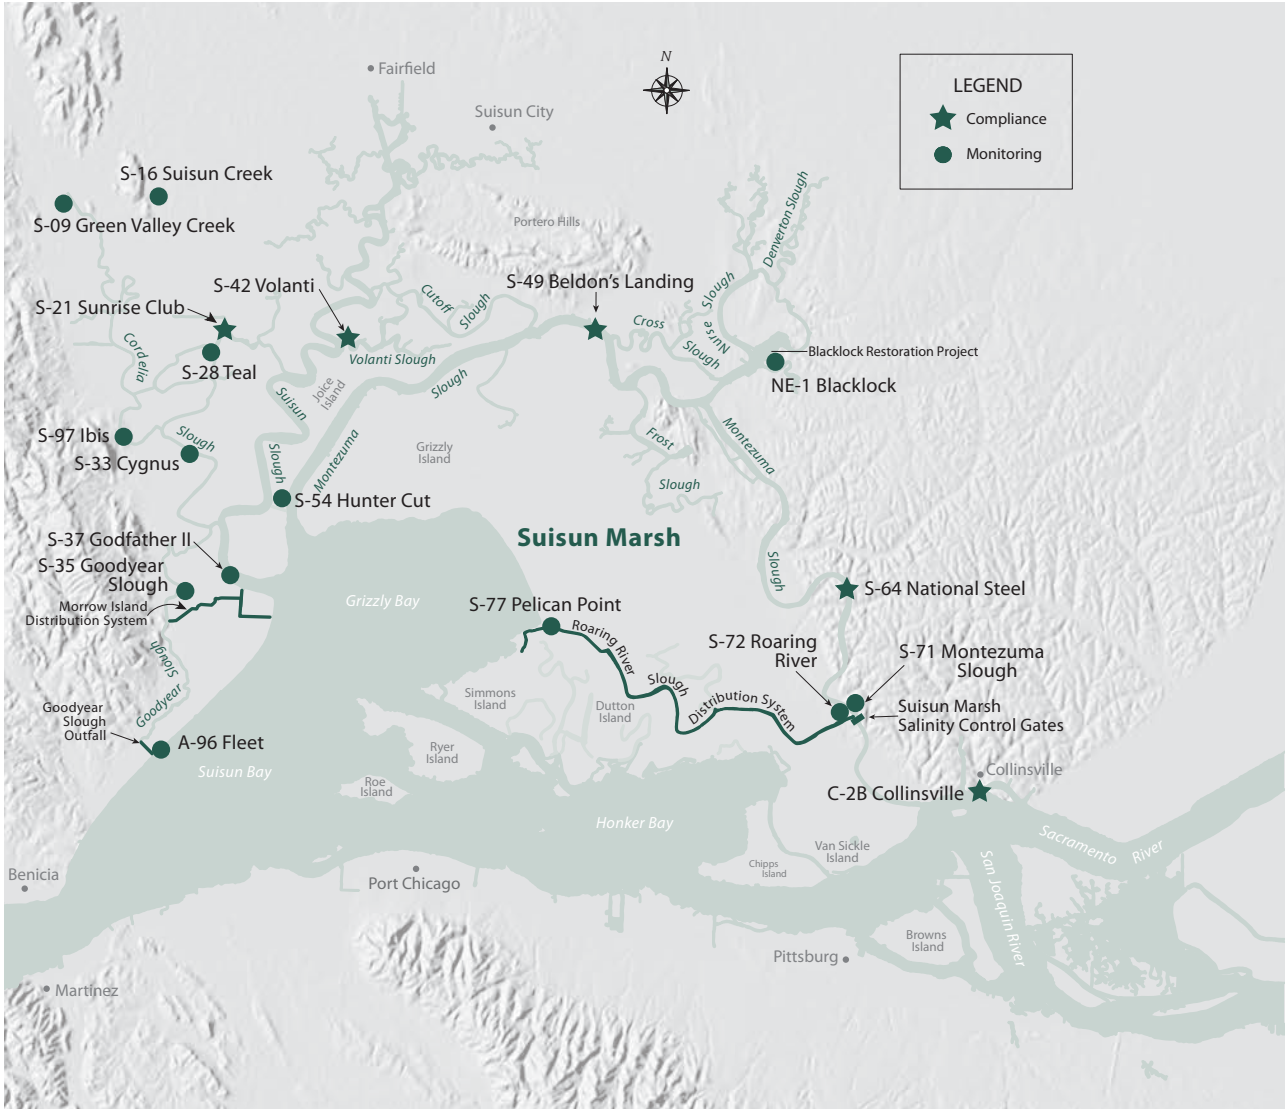 N
LEGEND
Compliance
Monitoring
Fairfield
Suisun City
S-16 Suisun Creek
S-09 Green Valley Creek
Portero Hills
Denverton Slough
S-42 Volanti
S-49 Beldon's Landing
S-21 Sunrise Club
Cutoff
Slough
Slough
Nurse
Cross
Slough
Cordelia
Volanti Slough
Blacklock Restoration Project
S-28 Teal
NE-1 Blacklock
Joice
Island
Suisun
Slough
Slough
Montezuma
Montezuma
Slough
S-97 Ibis
Slough
S-33 Cygnus
Grizzly
Island
Frost
Slough
S-54 Hunter Cut
Suisun Marsh
S-37 Godfather II
S-35 Goodyear
Slough
Morrow Island
Distribution System
Grizzly Bay
S-77 Pelican Point
S-64 National Steel
Roaring River
Slough
Distribution System
S-72 Roaring
River
S-71 Montezuma
Slough
Suisun Marsh
Salinity Control Gates
Slough
Goodyear
Goodyear
Slough
Outfall
A-96 Fleet
Simmons
Island
Dutton
Island
Ryer
Island
Roe
Island
Suisun Bay
Collinsville
C-2B Collinsville
Honker Bay
Van Sickle
Island
Chipps
Island
Sacramento
River
San Joaquin River
Benicia
Port Chicago
Browns
Island
Pittsburg
Martinez